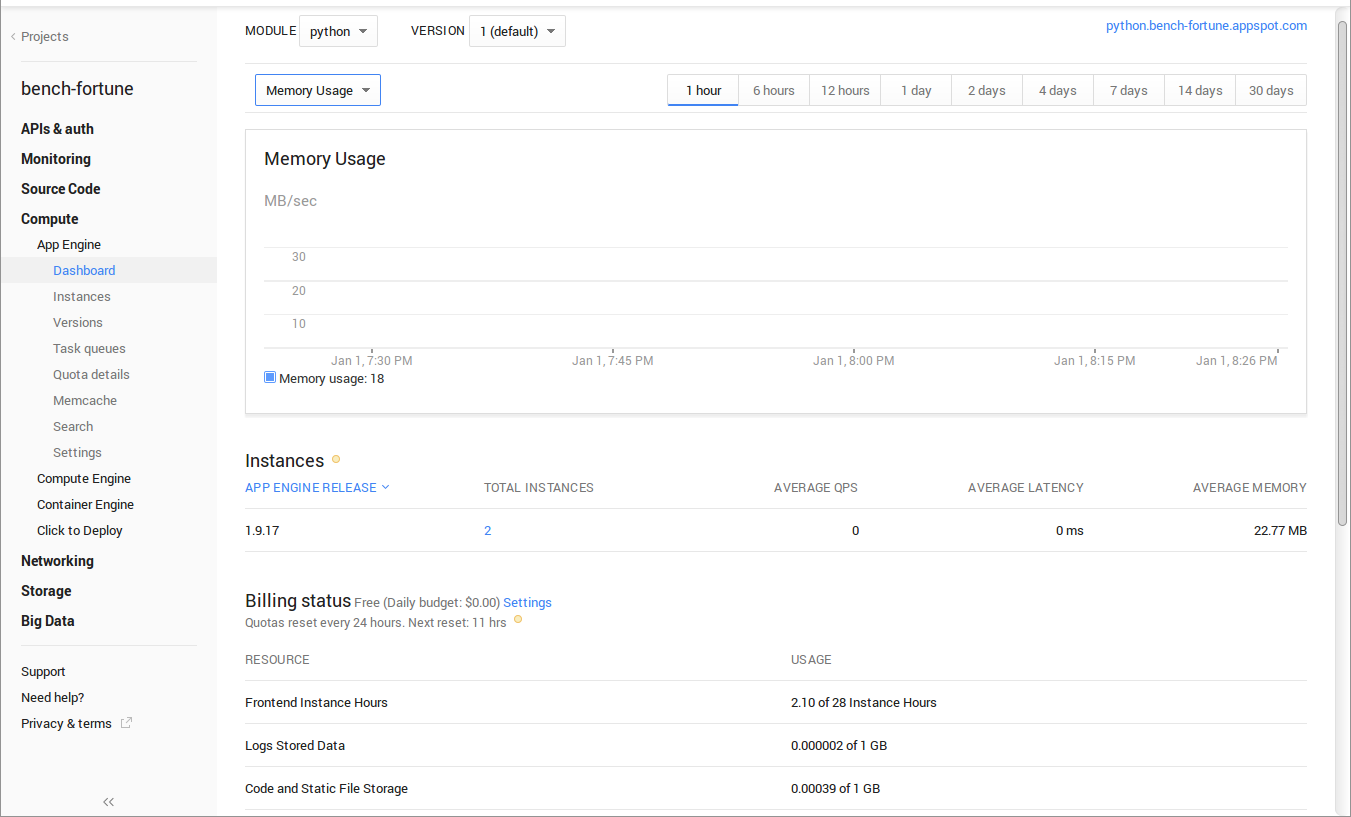 Projects
bench-fortune
APIs & auth
Monitoring
Source Code
Compute
App Engine
Dashboard
Instances
Versions
Task queues
Quota details
Memcache
Search
Settings
Compute Engine
Container Engine
Click to Deploy
Networking
Storage
Big Data
Support
Need help?
Privacy & terms
MODULE python VERSION 1 (default) python.bench-fortune.appspot.com
Memory Usage 1 hour 6 hours 12 hours 1 day 2 days 4 days 7 days 14 days 30 days
Memory Usage
MB/sec
30
20
10
Jan 1, 7:30 PM Jan 1, 7:45 PM Jan 1, 8:00 PM Jan 1, 8:15 PM Jan 1, 8:26 PM
Memory usage: 18
Instances
APP ENGINE RELEASE TOTAL INSTANCES AVERAGE QPS AVERAGE LATENCY AVERAGE MEMORY
1.9.17 2 0 0 ms 22.77 MB
Billing status Free (Daily budget: $0.00) Settings
Quotas reset every 24 hours. Next reset: 11 hrs
RESOURCE USAGE
Frontend Instance Hours 2.10 of 28 Instance Hours
Logs Stored Data 0.000002 of 1 GB
Code and Static File Storage 0.00039 of 1 GB